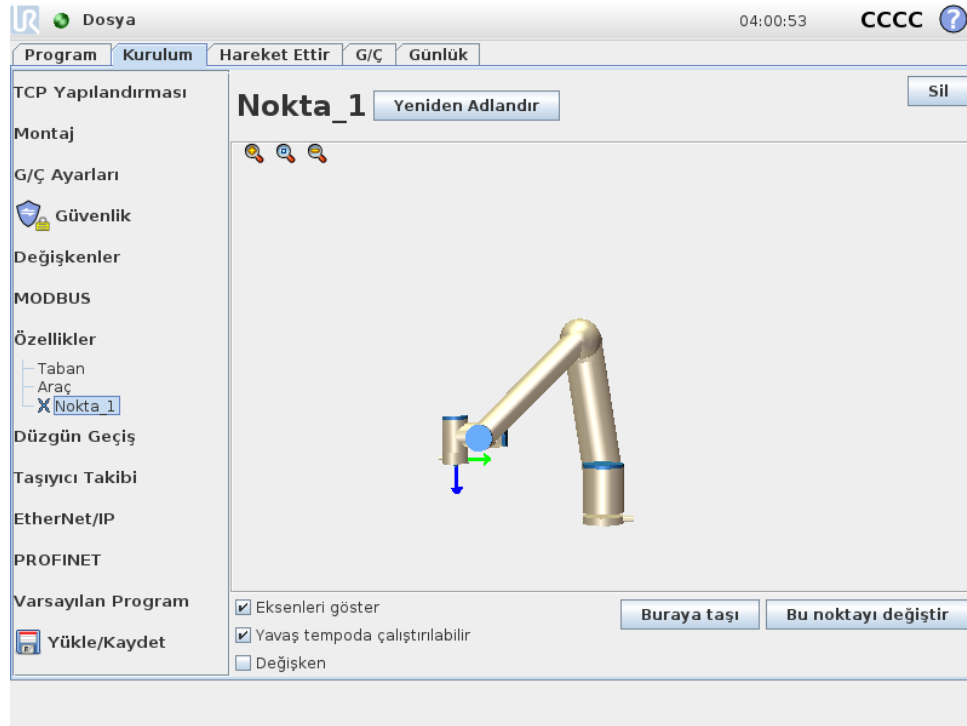 UR Dosya 04:00:53 CCCC ?
Program Kurulum Hareket Ettir G/Ç Günlük
TCP Yapılandırması
Montaj
G/Ç Ayarları
Güvenlik
Değişkenler
MODBUS
Özellikler
Taban
Araç
Nokta_1
Düzgün Geçiş
Taşıyıcı Takibi
EtherNet/IP
PROFINET
Varsayılan Program
Yükle/Kaydet
Nokta_1 Yeniden Adlandır Sil
Eksenleri göster
Yavaş tempoda çalıştırılabilir
Değişken
Buraya taşı Bu noktayı değiştir